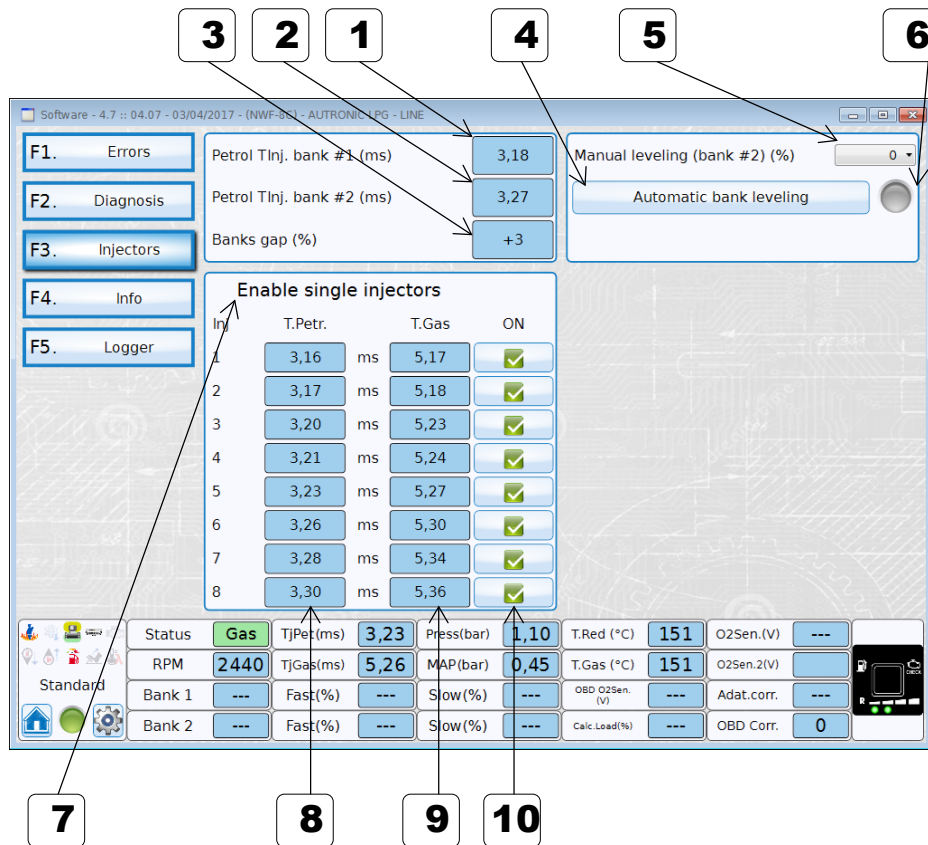 3 2 1 4 5 6
Software - 4.7 :: 04.07 - 03/04/2017 - (NWF-8C) - AUTRONIC LPG - LINE
F1. Errors
F2. Diagnosis
F3. Injectors
F4. Info
F5. Logger
Petrol TInj. bank #1 (ms) 3,18
Petrol TInj. bank #2 (ms) 3,27
Banks gap (%) +3
Manual leveling (bank #2) (%) 0
Automatic bank leveling
Enable single injectors
Inj T.Petr. T.Gas ON
1 3,16 ms 5,17
2 3,17 ms 5,18
3 3,20 ms 5,23
4 3,21 ms 5,24
5 3,23 ms 5,27
6 3,26 ms 5,30
7 3,28 ms 5,34
8 3,30 ms 5,36
Status Gas TjPet(ms) 3,23 Press(bar) 1,10 T.Red (°C) 151 O2Sen.(V) ---
RPM 2440 TjGas(ms) 5,26 MAP(bar) 0,45 T.Gas (°C) 151 O2Sen.2(V)
Standard
Bank 1 --- Fast(%) --- Slow(%) --- OBD O2Sen. (V) --- Adat.corr. ---
Bank 2 --- Fast(%) --- Slow(%) --- Calc.Load(%) --- OBD Corr. 0
CHECK
R
7 8 9 10